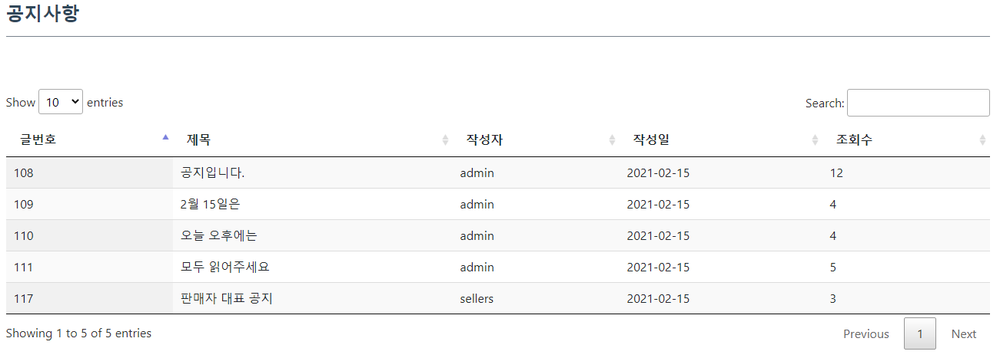 공지사항
Show 10 entries Search:
글번호 제목 작성자 작성일 조회수
108 공지입니다. admin 2021-02-15 12
109 2월 15일은 admin 2021-02-15 4
110 오늘 오후에는 admin 2021-02-15 4
111 모두 읽어주세요 admin 2021-02-15 5
117 판매자 대표 공지 sellers 2021-02-15 3
Showing 1 to 5 of 5 entries Previous 1 Next